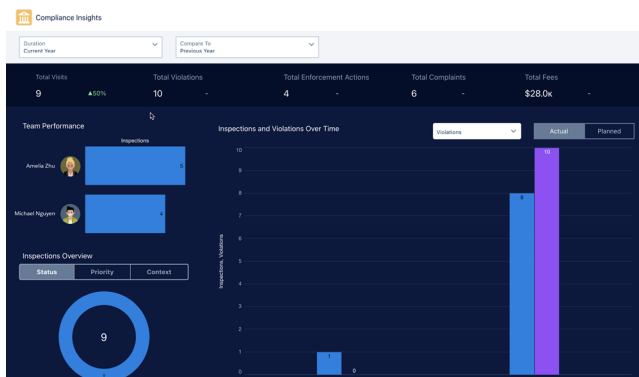 Compliance Insights
Duration
Current Year
Compare To
Previous Year
Total Visits
9
▲50%
Total Violations
10
-
Total Enforcement Actions
4
-
Total Complaints
6
-
Total Fees
$28.0K
-
Team Performance
Inspections
Amelia Zhu
5
Michael Nguyen
4
Inspections Overview
Status
Priority
Context
9
Inspections and Violations Over Time
Violations
Actual
Planned
Inspections, Violations
10
9
8
7
6
5
4
3
2
1
0
1
0
8
10